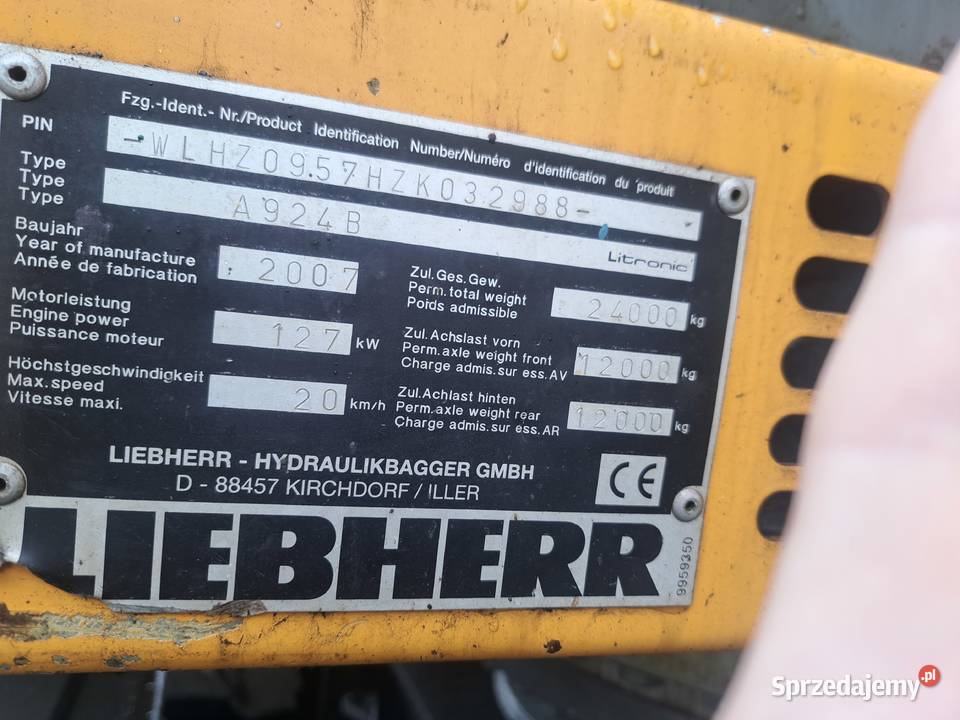 Fzg.-Ident.- Nr./Product Identification Number/Numéro d'identification du produit
PIN
-WLHZ0957HZK032988-
Type
Type
Type
A924B
Litronic
Baujahr
Year of manufacture
Année de fabrication
2007
Zul.Ges.Gew.
Perm.total weight
Poids admissible
24000 kg
Motorleistung
Engine power
Puissance moteur
127 kW
Zul.Achslast vorn
Perm.axle weight front
Charge admis.sur ess.AV
12000 kg
Höchstgeschwindigkeit
Max.speed
Vitesse maxi.
20 km/h
Zul.Achlast hinten
Perm.axle weight rear
Charge admis.sur ess.AR
12000 kg
LIEBHERR - HYDRAULIKBAGGER GMBH
D - 88457 KIRCHDORF / ILLER
CE
LIEBHERR
9959350
Sprzedajemy.pl